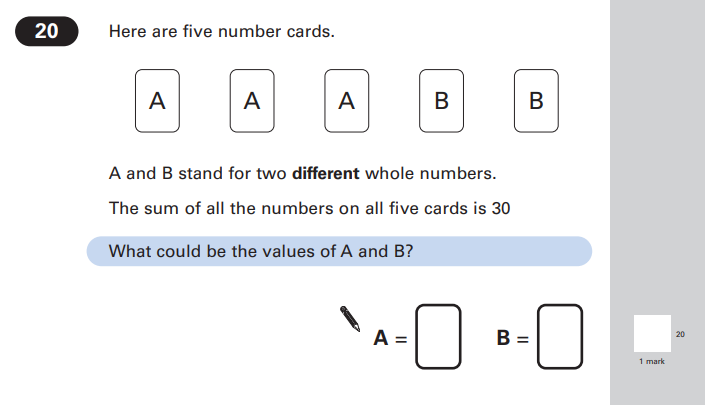 20
Here are five number cards.
A A A B B
A and B stand for two different whole numbers.
The sum of all the numbers on all five cards is 30
What could be the values of A and B?
A = B =
20
1 mark